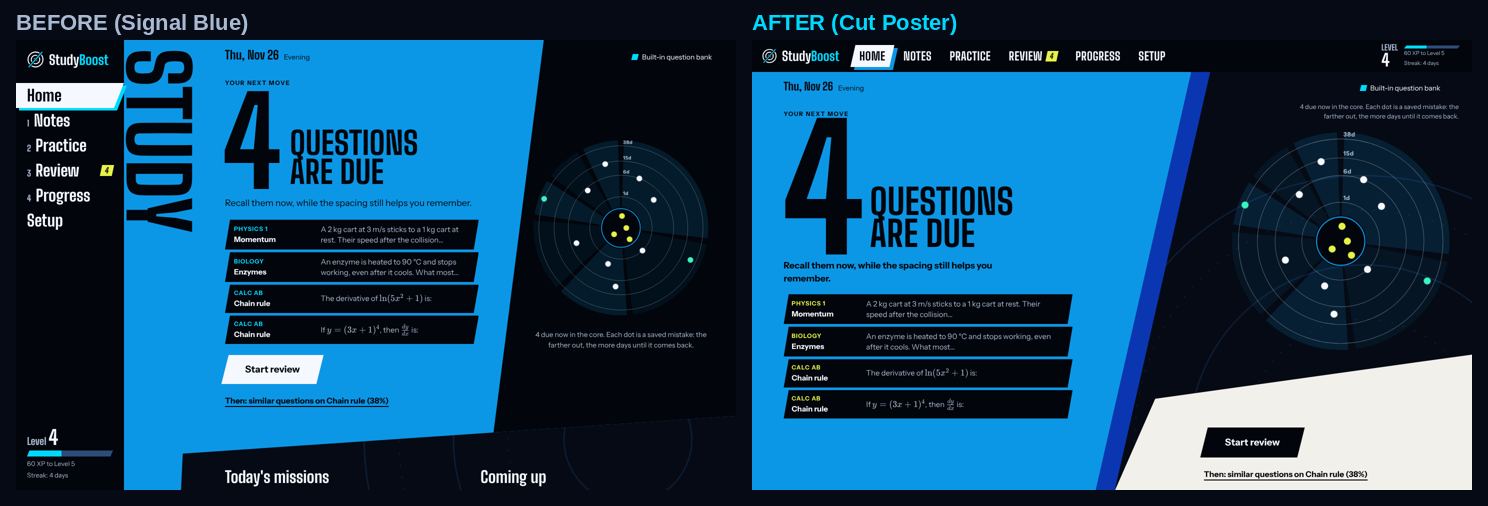 BEFORE (Signal Blue)
StudyBoost
Home
1 Notes
2 Practice
3 Review 4
4 Progress
Setup
Level 4
60 XP to Level 5
Streak: 4 days
STUDY
Thu, Nov 26 Evening
Built-in question bank
YOUR NEXT MOVE
4 QUESTIONS
ARE DUE
Recall them now, while the spacing still helps you remember.
PHYSICS 1
Momentum
A 2 kg cart at 3 m/s sticks to a 1 kg cart at
rest. Their speed after the collision...
BIOLOGY
Enzymes
An enzyme is heated to 90 °C and stops
working, even after it cools. What most...
CALC AB
Chain rule
The derivative of ln(5x² + 1) is:
CALC AB
Chain rule
If y = (3x + 1)⁴, then dy/dx is:
Start review
Then: similar questions on Chain rule (38%)
38d
15d
6d
1d
4 due now in the core. Each dot is a saved mistake: the
farther out, the more days until it comes back.
Today's missions
Coming up
AFTER (Cut Poster)
StudyBoost
HOME
NOTES
PRACTICE
REVIEW 4
PROGRESS
SETUP
LEVEL
4
60 XP to Level 5
Streak: 4 days
Thu, Nov 26 Evening
Built-in question bank
4 due now in the core. Each dot is a saved mistake: the
farther out, the more days until it comes back.
YOUR NEXT MOVE
4 QUESTIONS
ARE DUE
Recall them now, while the spacing still helps you
remember.
PHYSICS 1
Momentum
A 2 kg cart at 3 m/s sticks to a 1 kg cart at rest. Their
speed after the collision...
BIOLOGY
Enzymes
An enzyme is heated to 90 °C and stops working, even
after it cools. What most...
CALC AB
Chain rule
The derivative of ln(5x² + 1) is:
CALC AB
Chain rule
If y = (3x + 1)⁴, then dy/dx is:
38d
15d
6d
1d
Start review
Then: similar questions on Chain rule (38%)